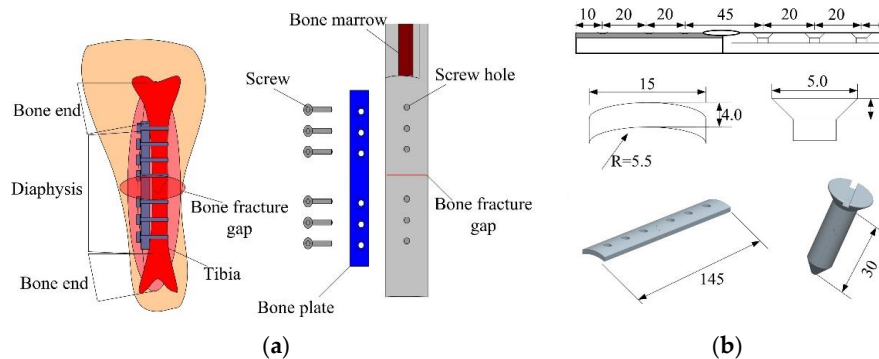 Bone end
Diaphysis
Bone end
Bone fracture
gap
Tibia
Screw
Bone marrow
Screw hole
Bone fracture
gap
Bone plate
(a)
10 20 20 45 20 20
15
4.0
R=5.5
5.0
145
30
(b)